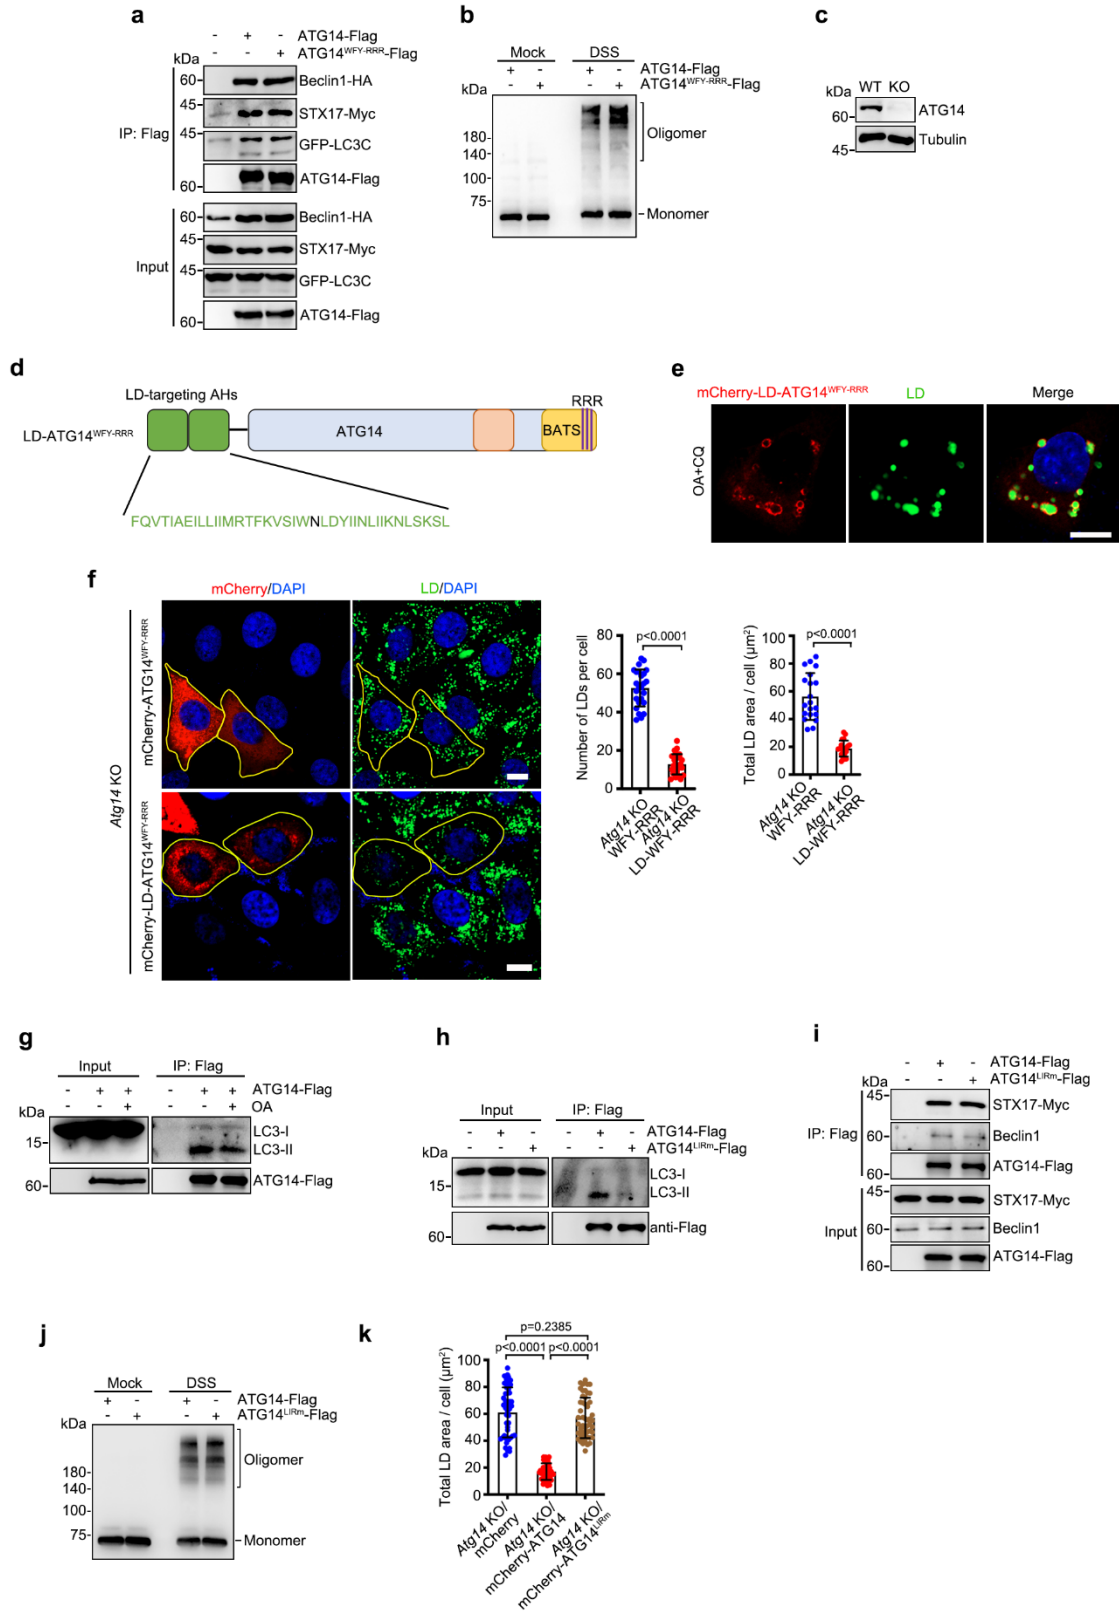 a
- + - ATG14-Flag
- - + ATG14WFY-RRR-Flag
kDa
IP: Flag
60- Beclin1-HA
45- STX17-Myc
45- GFP-LC3C
60- ATG14-Flag
Input
60- Beclin1-HA
45- STX17-Myc
45- GFP-LC3C
60- ATG14-Flag
b
Mock DSS
+ - + - ATG14-Flag
- + - + ATG14WFY-RRR-Flag
Oligomer
180-
140-
100-
75-
Monomer
c
kDa WT KO
60- ATG14
45- Tubulin
d
LD-targeting AHs
RRR
LD-ATG14WFY-RRR
ATG14
BATS
FQVTIAEILLIIMRTFKVSIWNLDYIINLIIKNLSKSL
e
mCherry-LD-ATG14WFY-RRR LD Merge
OA+CQ
f
mCherry/DAPI LD/DAPI
Atg14 KO
mCherry-ATG14WFY-RRR
mCherry-LD-ATG14WFY-RRR
Number of LDs per cell
80
60
40
20
0
p<0.0001
Atg14 KO
WFY-RRR
Atg14 KO
LD-WFY-RRR
Total LD area / cell (μm²)
100
80
60
40
20
0
p<0.0001
Atg14 KO
WFY-RRR
Atg14 KO
LD-WFY-RRR
g
Input IP: Flag
- + + - + + ATG14-Flag
- - + - - + OA
kDa
LC3-I
15-
LC3-II
60- ATG14-Flag
h
Input IP: Flag
- + - - + - ATG14-Flag
- - + - - + ATG14LIRm-Flag
kDa
LC3-I
15-
LC3-II
60- anti-Flag
i
- + - ATG14-Flag
- - + ATG14LIRm-Flag
kDa
IP: Flag
45- STX17-Myc
60- Beclin1
60- ATG14-Flag
Input
45- STX17-Myc
60- Beclin1
60- ATG14-Flag
j
Mock DSS
+ - + - ATG14-Flag
- + - + ATG14LIRm-Flag
kDa
Oligomer
180-
140-
100-
75-
Monomer
k
p=0.2385
p<0.0001 p<0.0001
Total LD area / cell (μm²)
100
80
60
40
20
0
Atg14 KO/
mCherry
Atg14 KO/
mCherry-ATG14
Atg14 KO/
mCherry-ATG14LIRm